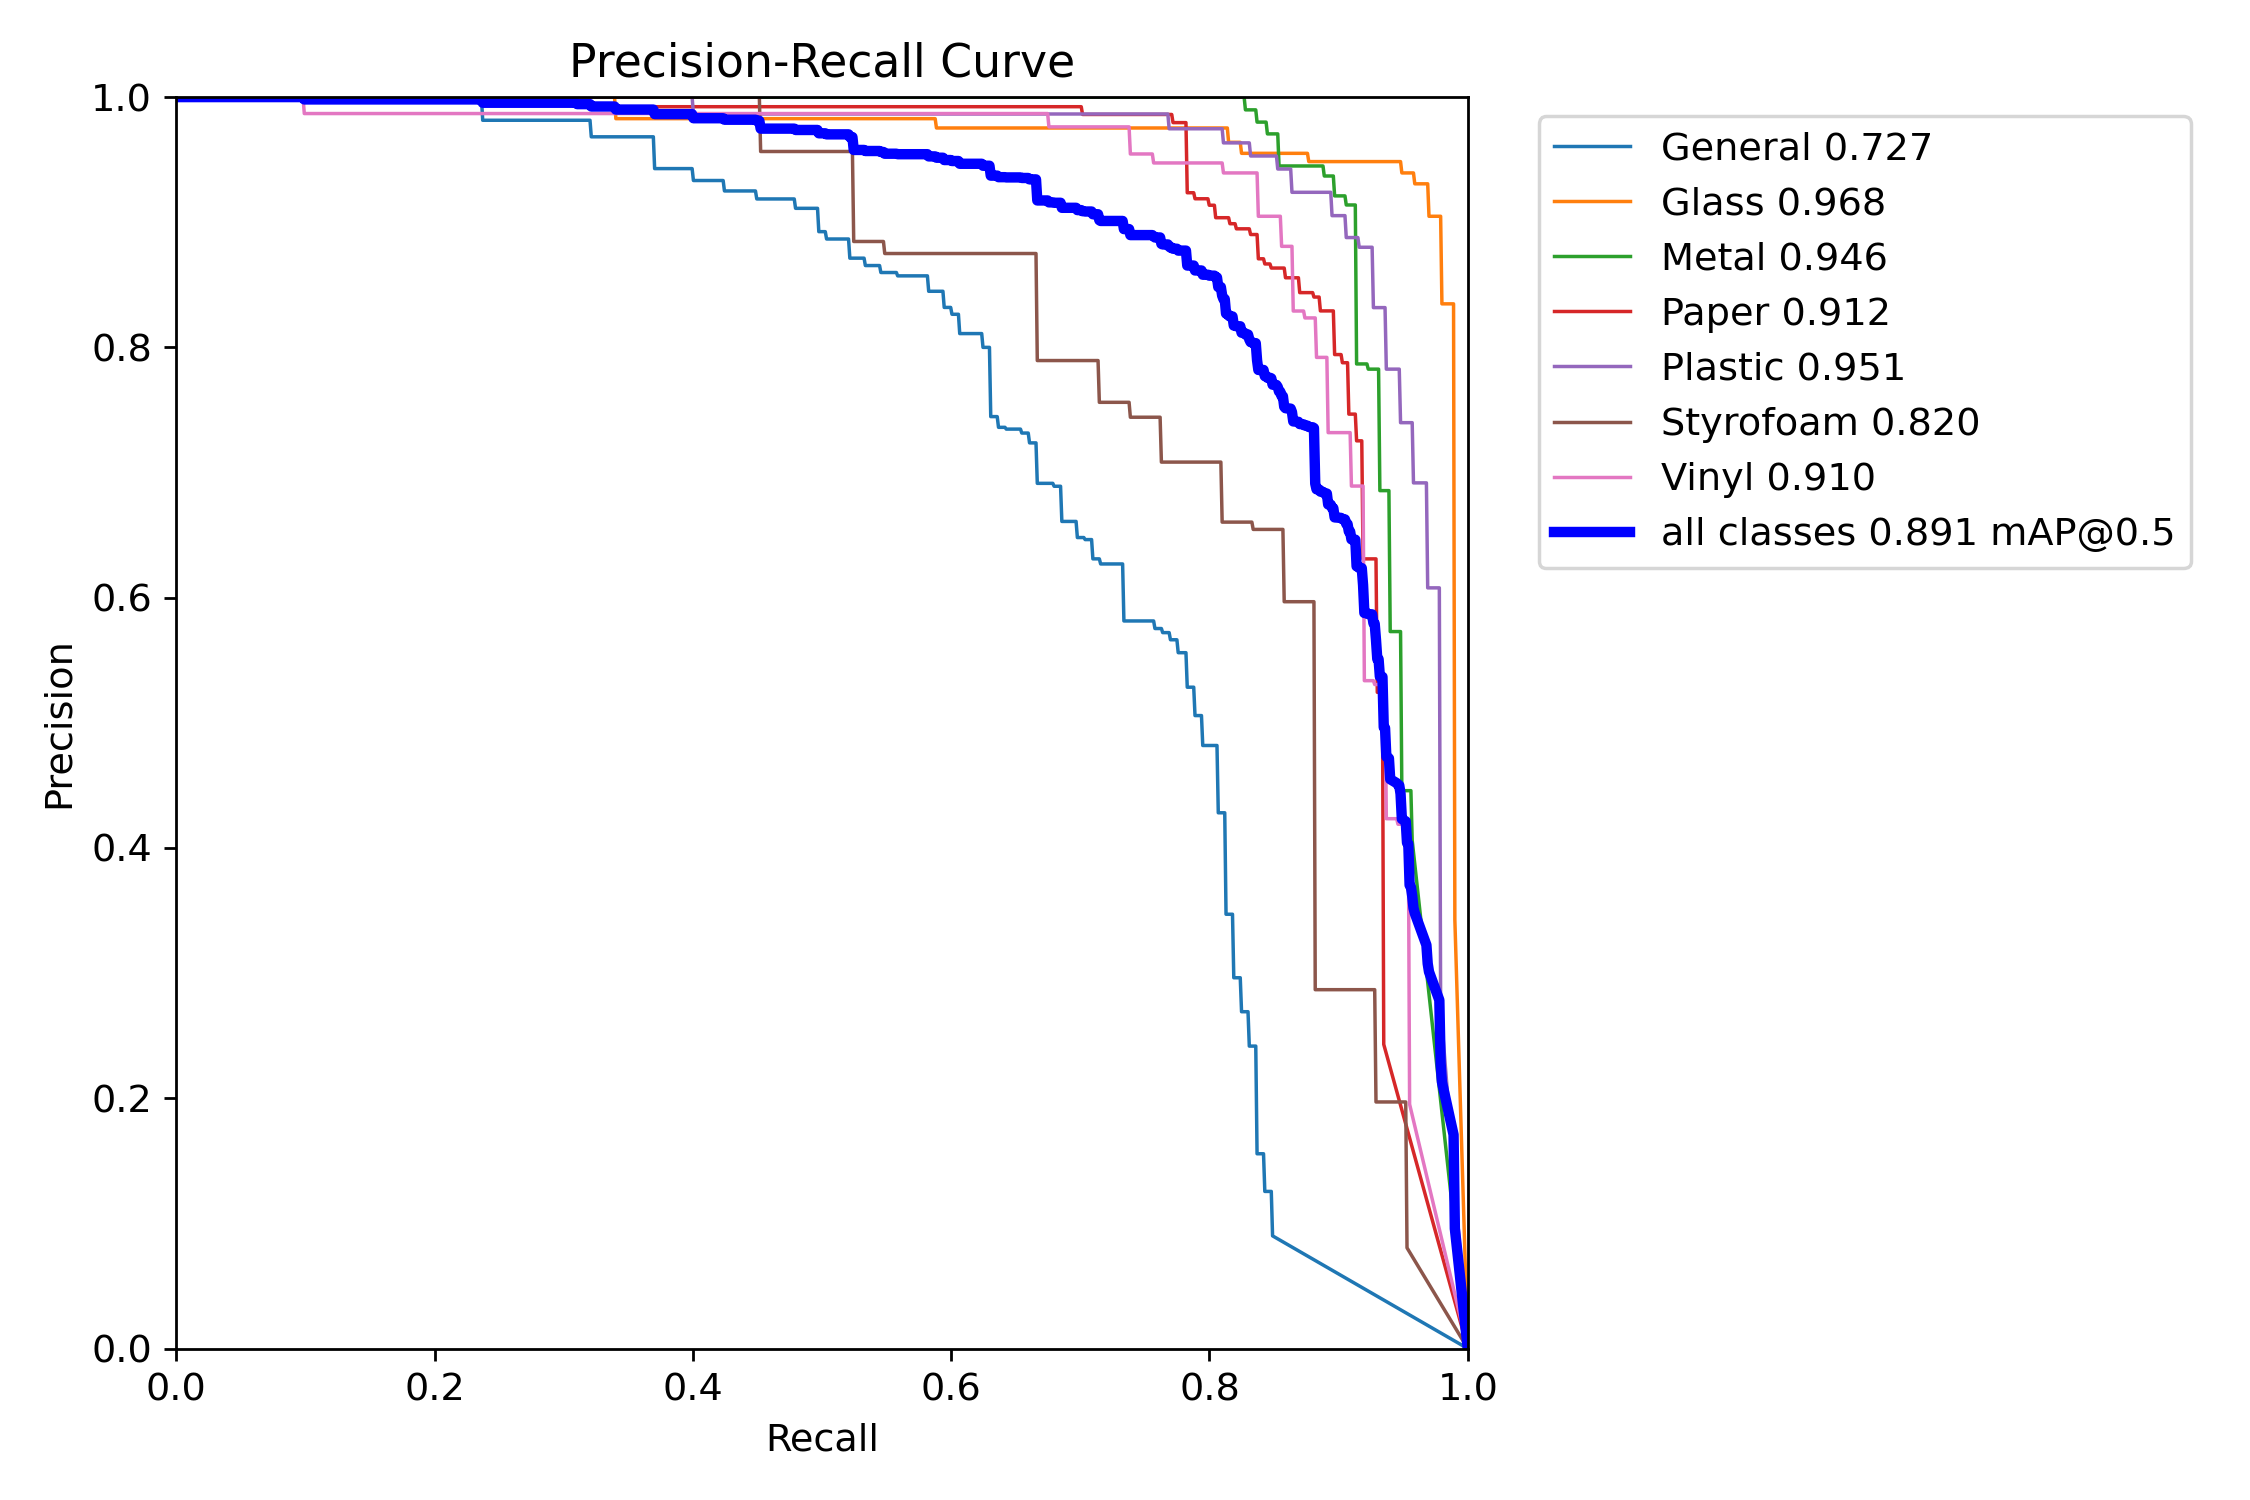 Precision-Recall Curve
1.0
0.8
0.6
0.4
0.2
0.0
Precision
0.0 0.2 0.4 0.6 0.8 1.0
Recall
General 0.727
Glass 0.968
Metal 0.946
Paper 0.912
Plastic 0.951
Styrofoam 0.820
Vinyl 0.910
all classes 0.891 mAP@0.5